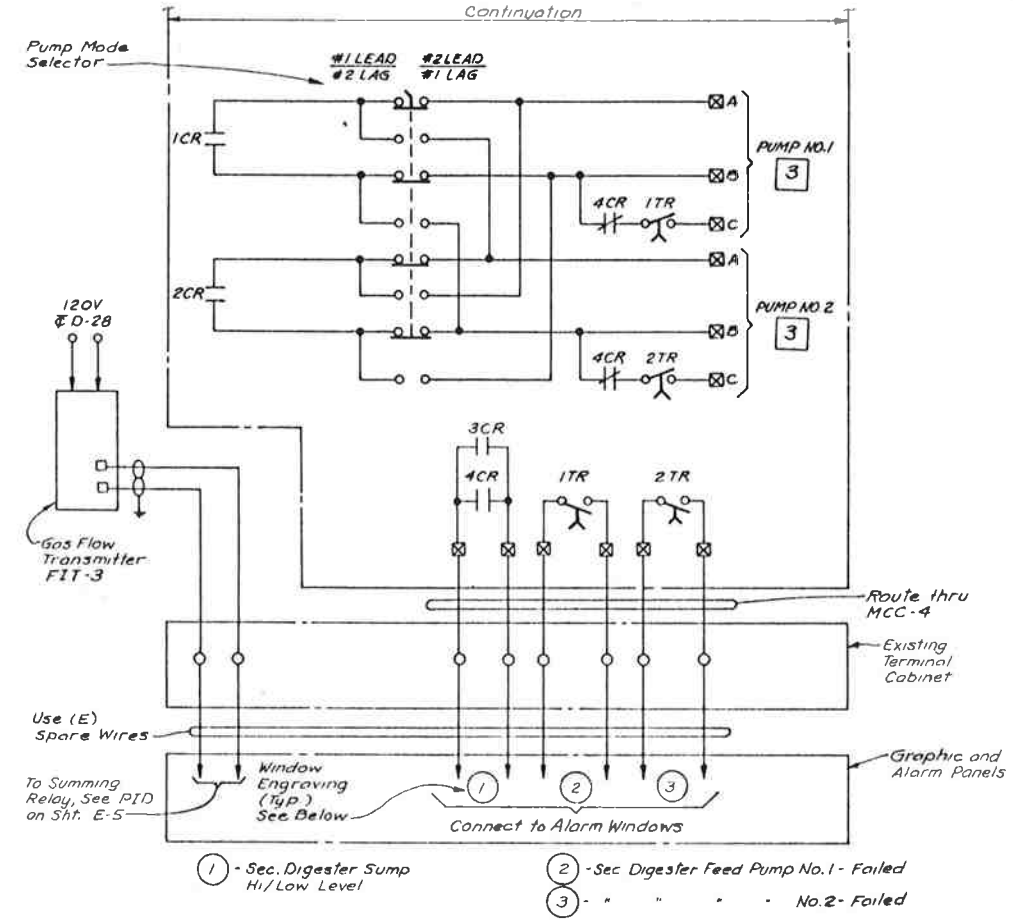 Continuation
Pump Mode
Selector
#1 LEAD
#2 LAG
#2 LEAD
#1 LAG
1CR
A
B
4CR 1TR
C
PUMP NO.1
3
2CR
A
B
4CR 2TR
C
PUMP NO.2
3
120V
D-28
3CR
4CR
1TR
2TR
Gas Flow
Transmitter
FIT-3
Route thru
MCC-4
Existing
Terminal
Cabinet
Use (E)
Spare Wires
Graphic and
Alarm Panels
To Summing
Relay, See PID
on Sht. E-5
Window
Engraving
(Typ.)
See Below
1
2
3
Connect to Alarm Windows
1 - Sec. Digester Sump
Hi/Low Level
2 - Sec Digester Feed Pump No.1 - Failed
3 - " " " " No.2 - Failed